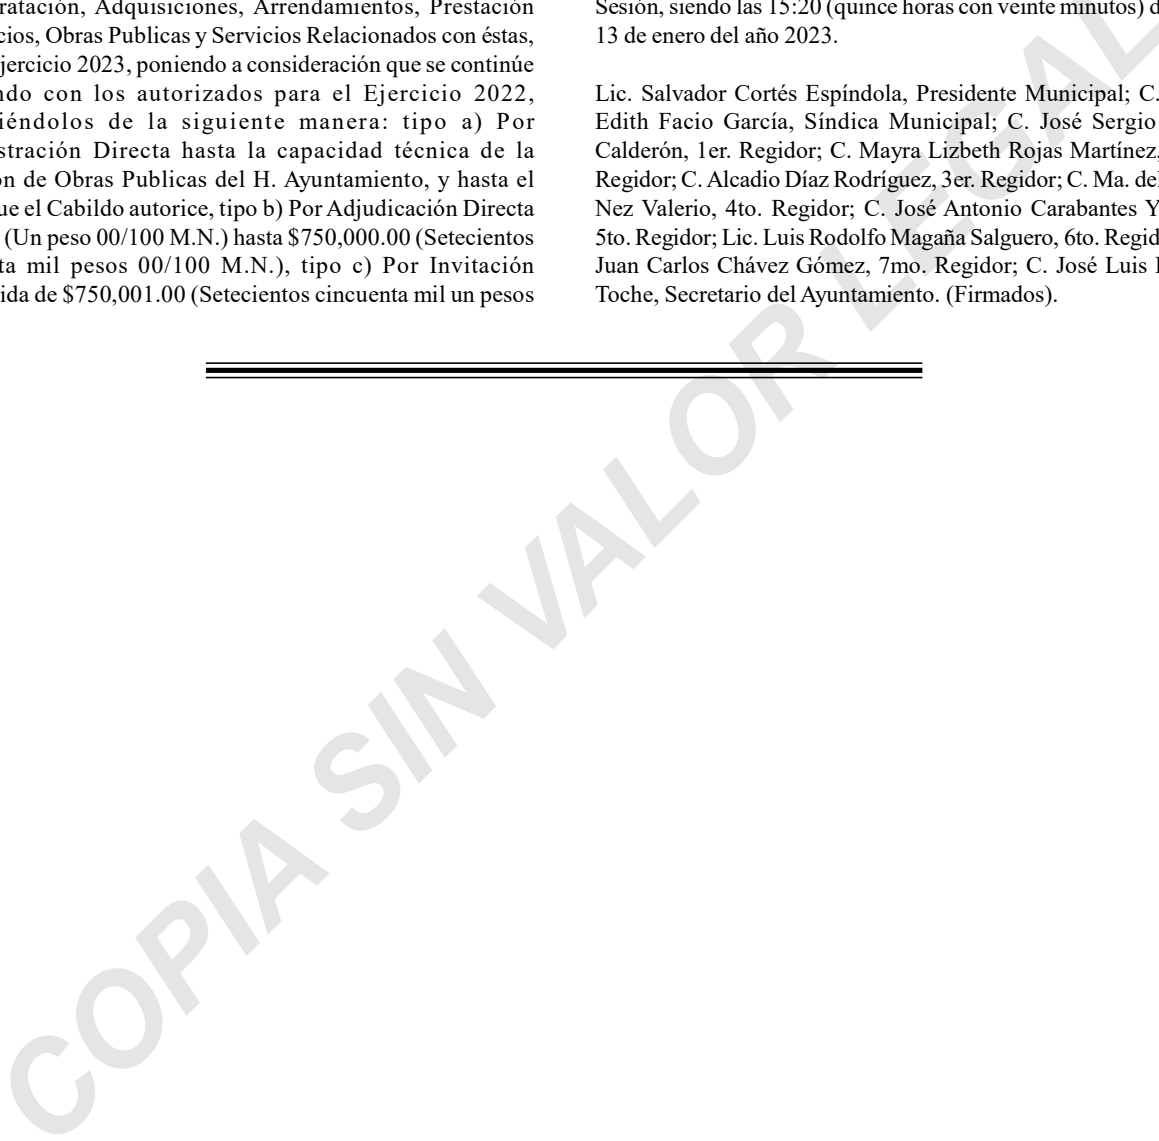 ratación, Adquisiciones, Arrendamientos, Prestación
cios, Obras Publicas y Servicios Relacionados con éstas,
jercicio 2023, poniendo a consideración que se continúe
ndo con los autorizados para el Ejercicio 2022,
iéndolos de la siguiente manera: tipo a) Por
stración Directa hasta la capacidad técnica de la
ón de Obras Publicas del H. Ayuntamiento, y hasta el
ue el Cabildo autorice, tipo b) Por Adjudicación Directa
(Un peso 00/100 M.N.) hasta $750,000.00 (Setecientos
ta mil pesos 00/100 M.N.), tipo c) Por Invitación
ida de $750,001.00 (Setecientos cincuenta mil un pesos
Sesión, siendo las 15:20 (quince horas con veinte minutos) d
13 de enero del año 2023.
Lic. Salvador Cortés Espíndola, Presidente Municipal; C.
Edith Facio García, Síndica Municipal; C. José Sergio
Calderón, 1er. Regidor; C. Mayra Lizbeth Rojas Martínez,
Regidor; C. Alcadio Díaz Rodríguez, 3er. Regidor; C. Ma. del
Nez Valerio, 4to. Regidor; C. José Antonio Carabantes Y
5to. Regidor; Lic. Luis Rodolfo Magaña Salguero, 6to. Regid
Juan Carlos Chávez Gómez, 7mo. Regidor; C. José Luis
Toche, Secretario del Ayuntamiento. (Firmados).
COPIA SIN VALOR LEGAL